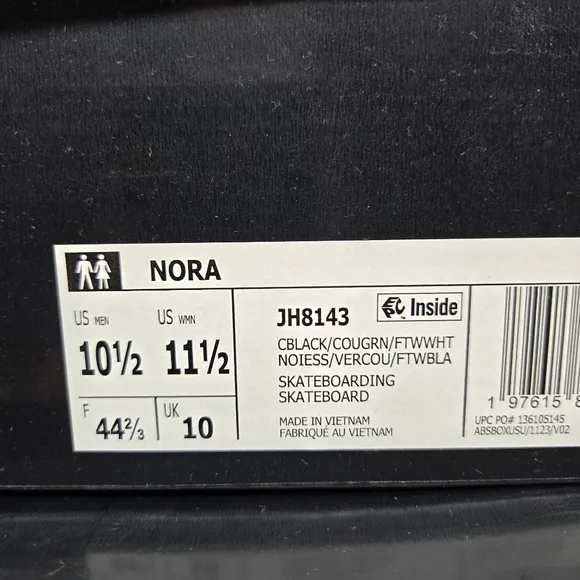 NORA
US MEN 10½
US WMN 11½
F 44⅔
UK 10
JH8143
Inside
CBLACK/COUGRN/FTWWHT
NOIESS/VERCOU/FTWBLA
SKATEBOARDING
SKATEBOARD
MADE IN VIETNAM
FABRIQUÉ AU VIETNAM
1 97615 8
UPC PO# 136105145
ABSBOXUSU/1123/V02